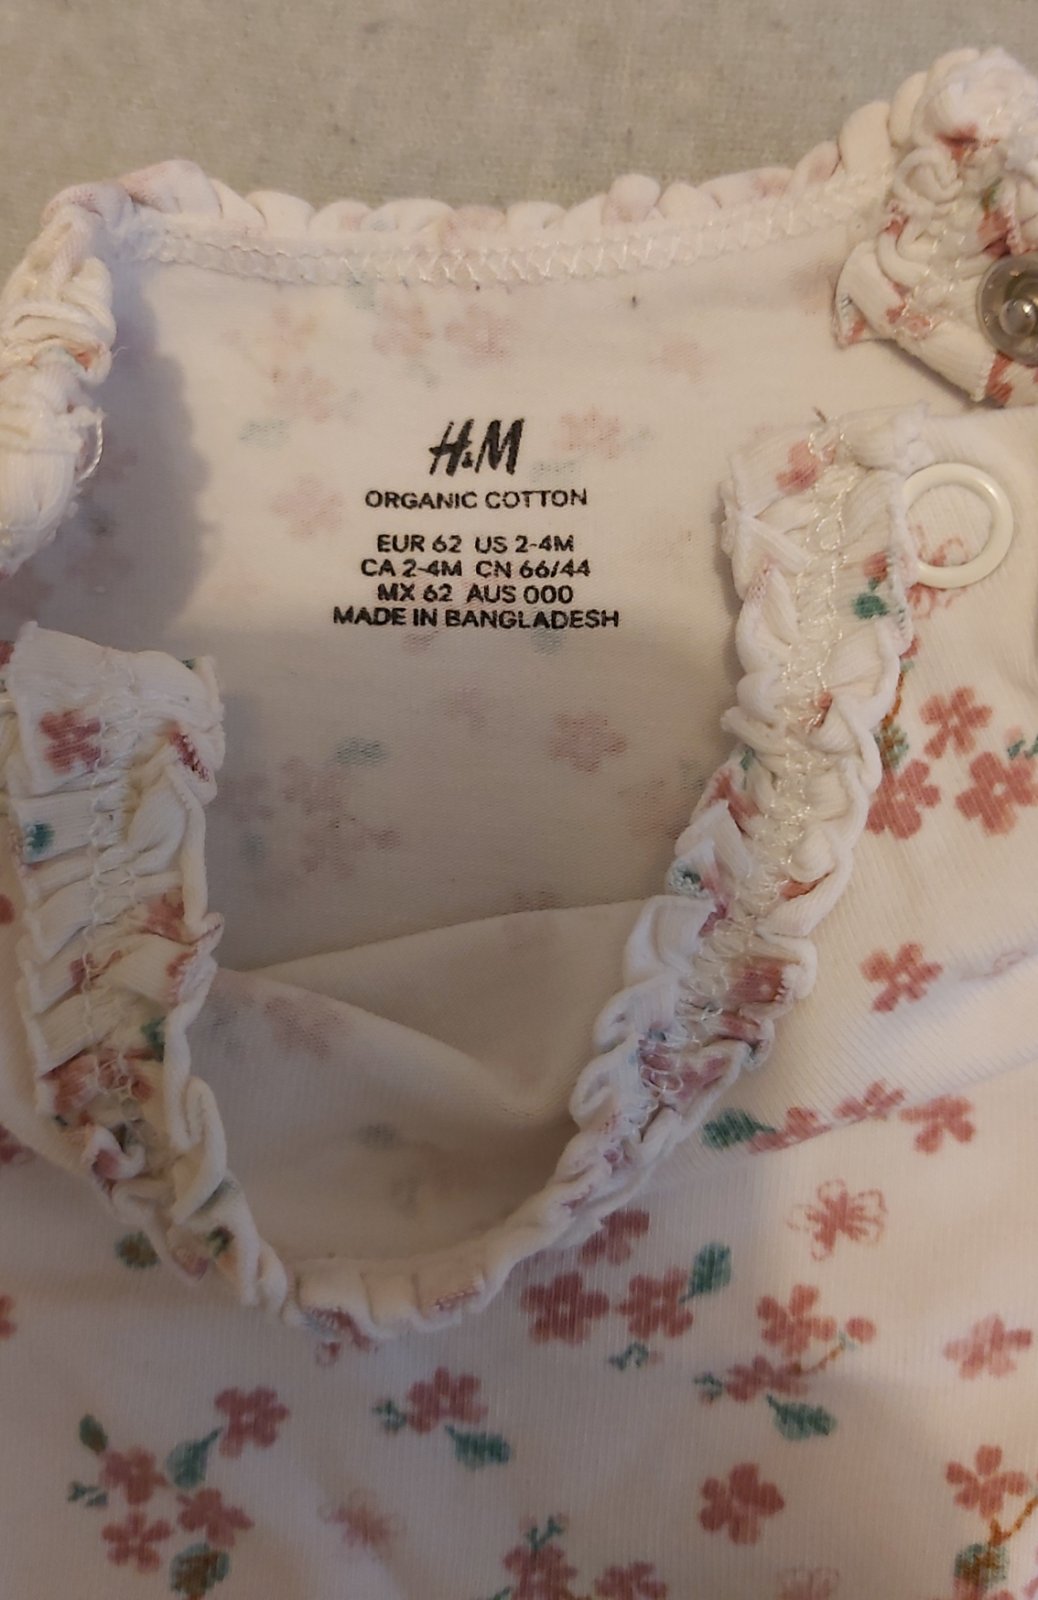 H&M
ORGANIC COTTON
EUR 62 US 2-4M
CA 2-4M CN 66/44
MX 62 AUS 000
MADE IN BANGLADESH